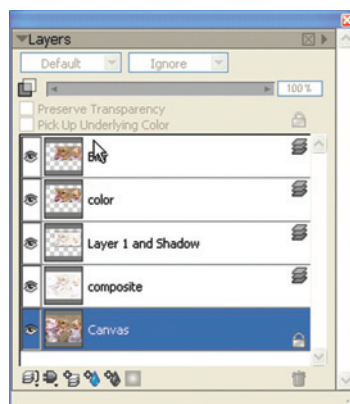 Layers
Default Ignore
100%
Preserve Transparency
Pick Up Underlying Color
color
Layer 1 and Shadow
composite
Canvas